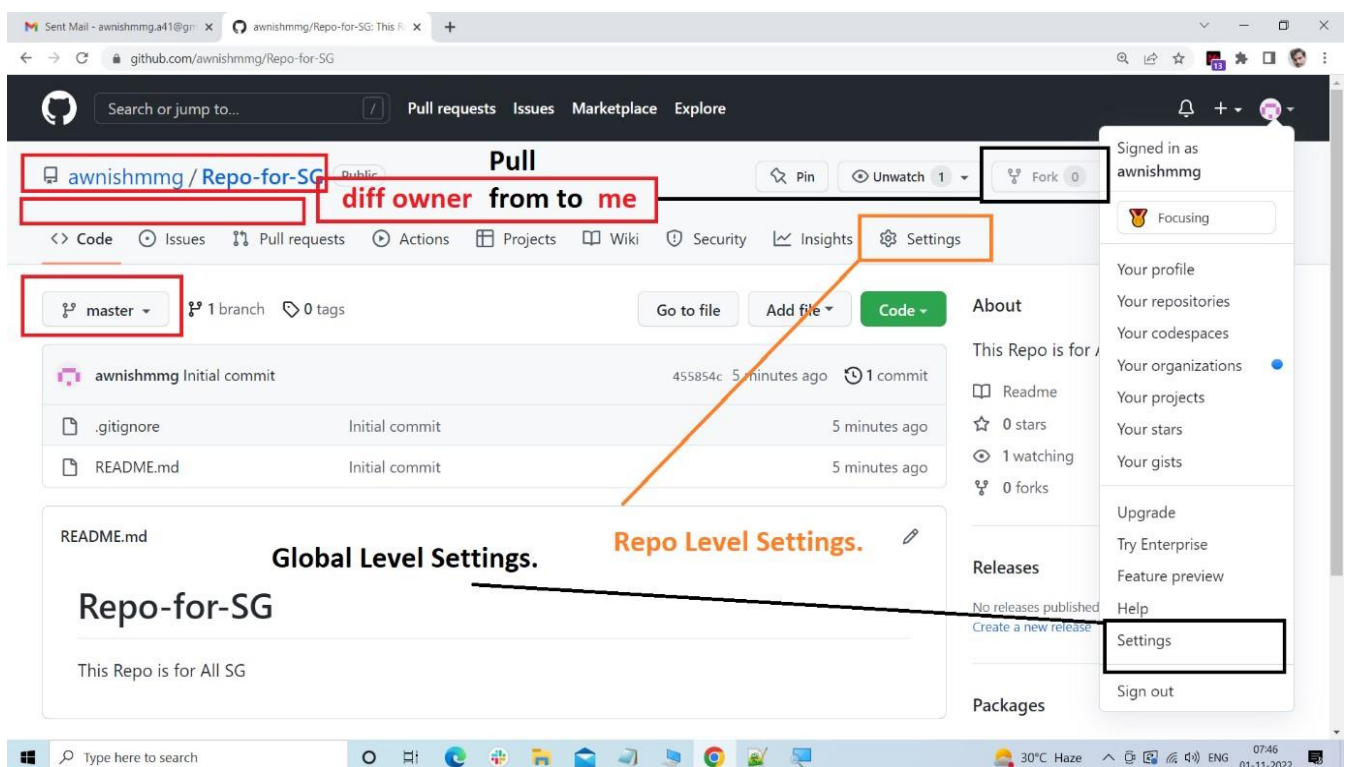 Sent Mail - awnishmmg.a41@gm
awnishmmg/Repo-for-SG: This R
github.com/awnishmmg/Repo-for-SG
13
Search or jump to...
/
Pull requests Issues Marketplace Explore
Signed in as
awnishmmg
Focusing
Your profile
Your repositories
Your codespaces
Your organizations
Your projects
Your stars
Your gists
Upgrade
Try Enterprise
Feature preview
Help
Settings
Sign out
awnishmmg / Repo-for-SG Public
Pull
diff owner from to me
Pin
Unwatch 1
Fork 0
<> Code Issues Pull requests Actions Projects Wiki Security Insights Settings
master 1 branch 0 tags
Go to file Add file Code
awnishmmg Initial commit 455854c 5 minutes ago 1 commit
.gitignore Initial commit 5 minutes ago
README.md Initial commit 5 minutes ago
README.md
Global Level Settings.
Repo Level Settings.
Repo-for-SG
This Repo is for All SG
About
This Repo is for
Readme
0 stars
1 watching
0 forks
Releases
No releases published
Create a new release
Packages
Type here to search
30°C Haze
ENG
07:46
01-11-2022